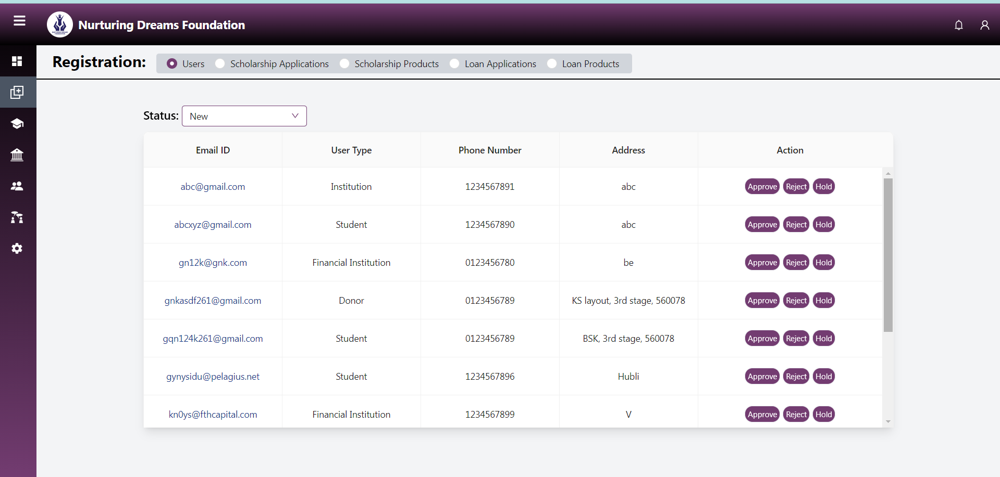 Nurturing Dreams Foundation
NURTURING DREAMS
FOUNDATION
Registration: Users Scholarship Applications Scholarship Products Loan Applications Loan Products
Status: New
Email ID User Type Phone Number Address Action
abc@gmail.com Institution 1234567891 abc Approve Reject Hold
abcxyz@gmail.com Student 1234567890 abc Approve Reject Hold
gn12k@gnk.com Financial Institution 0123456780 be Approve Reject Hold
gnkasdf261@gmail.com Donor 0123456789 KS layout, 3rd stage, 560078 Approve Reject Hold
gqn124k261@gmail.com Student 0123456789 BSK, 3rd stage, 560078 Approve Reject Hold
gynysidu@pelagius.net Student 1234567896 Hubli Approve Reject Hold
kn0ys@fthcapital.com Financial Institution 1234567899 V Approve Reject Hold